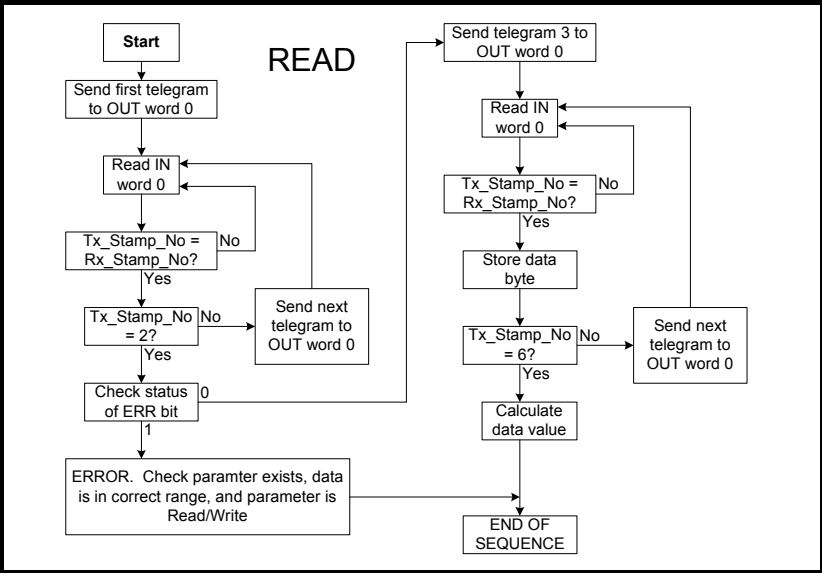 READ
Start
Send first telegram
to OUT word 0
Read IN
word 0
Tx_Stamp_No =
Rx_Stamp_No?
No
Yes
Tx_Stamp_No
= 2?
No
Yes
Send next
telegram to
OUT word 0
Check status
of ERR bit
0
1
ERROR.  Check paramter exists, data
is in correct range, and parameter is
Read/Write
Send telegram 3 to
OUT word 0
Read IN
word 0
Tx_Stamp_No =
Rx_Stamp_No?
No
Yes
Store data
byte
Tx_Stamp_No
= 6?
No
Yes
Send next
telegram to
OUT word 0
Calculate
data value
END OF
SEQUENCE